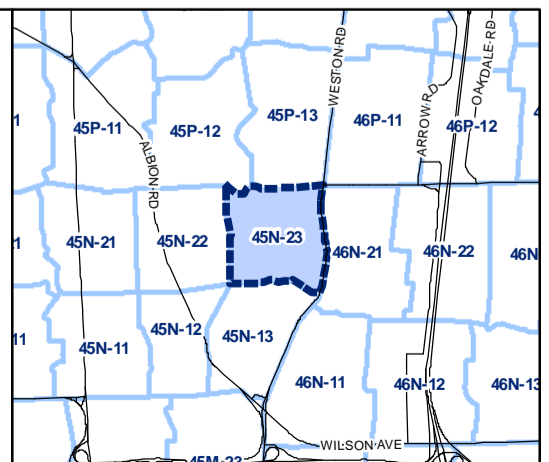 WESTON RD
OAKDALE RD
ARROW RD
45P-11
45P-12
45P-13
46P-11
46P-12
ALBION RD
45N-21
45N-22
45N-23
46N-21
46N-22
46N
45N-11
45N-12
45N-13
46N-11
46N-12
46N-13
11
WILSON AVE
45M-23